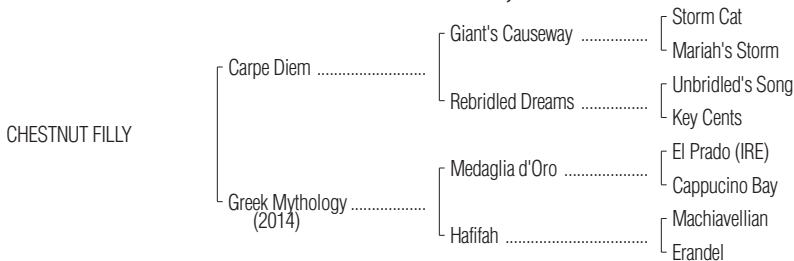 Storm Cat
Giant's Causeway ................
Mariah's Storm
Carpe Diem ..........................
Unbridled's Song
Rebridled Dreams ................
Key Cents
CHESTNUT FILLY
El Prado (IRE)
Medaglia d'Oro ....................
Cappucino Bay
Greek Mythology ..................
(2014)
Machiavellian
Hafifah ..................................
Erandel